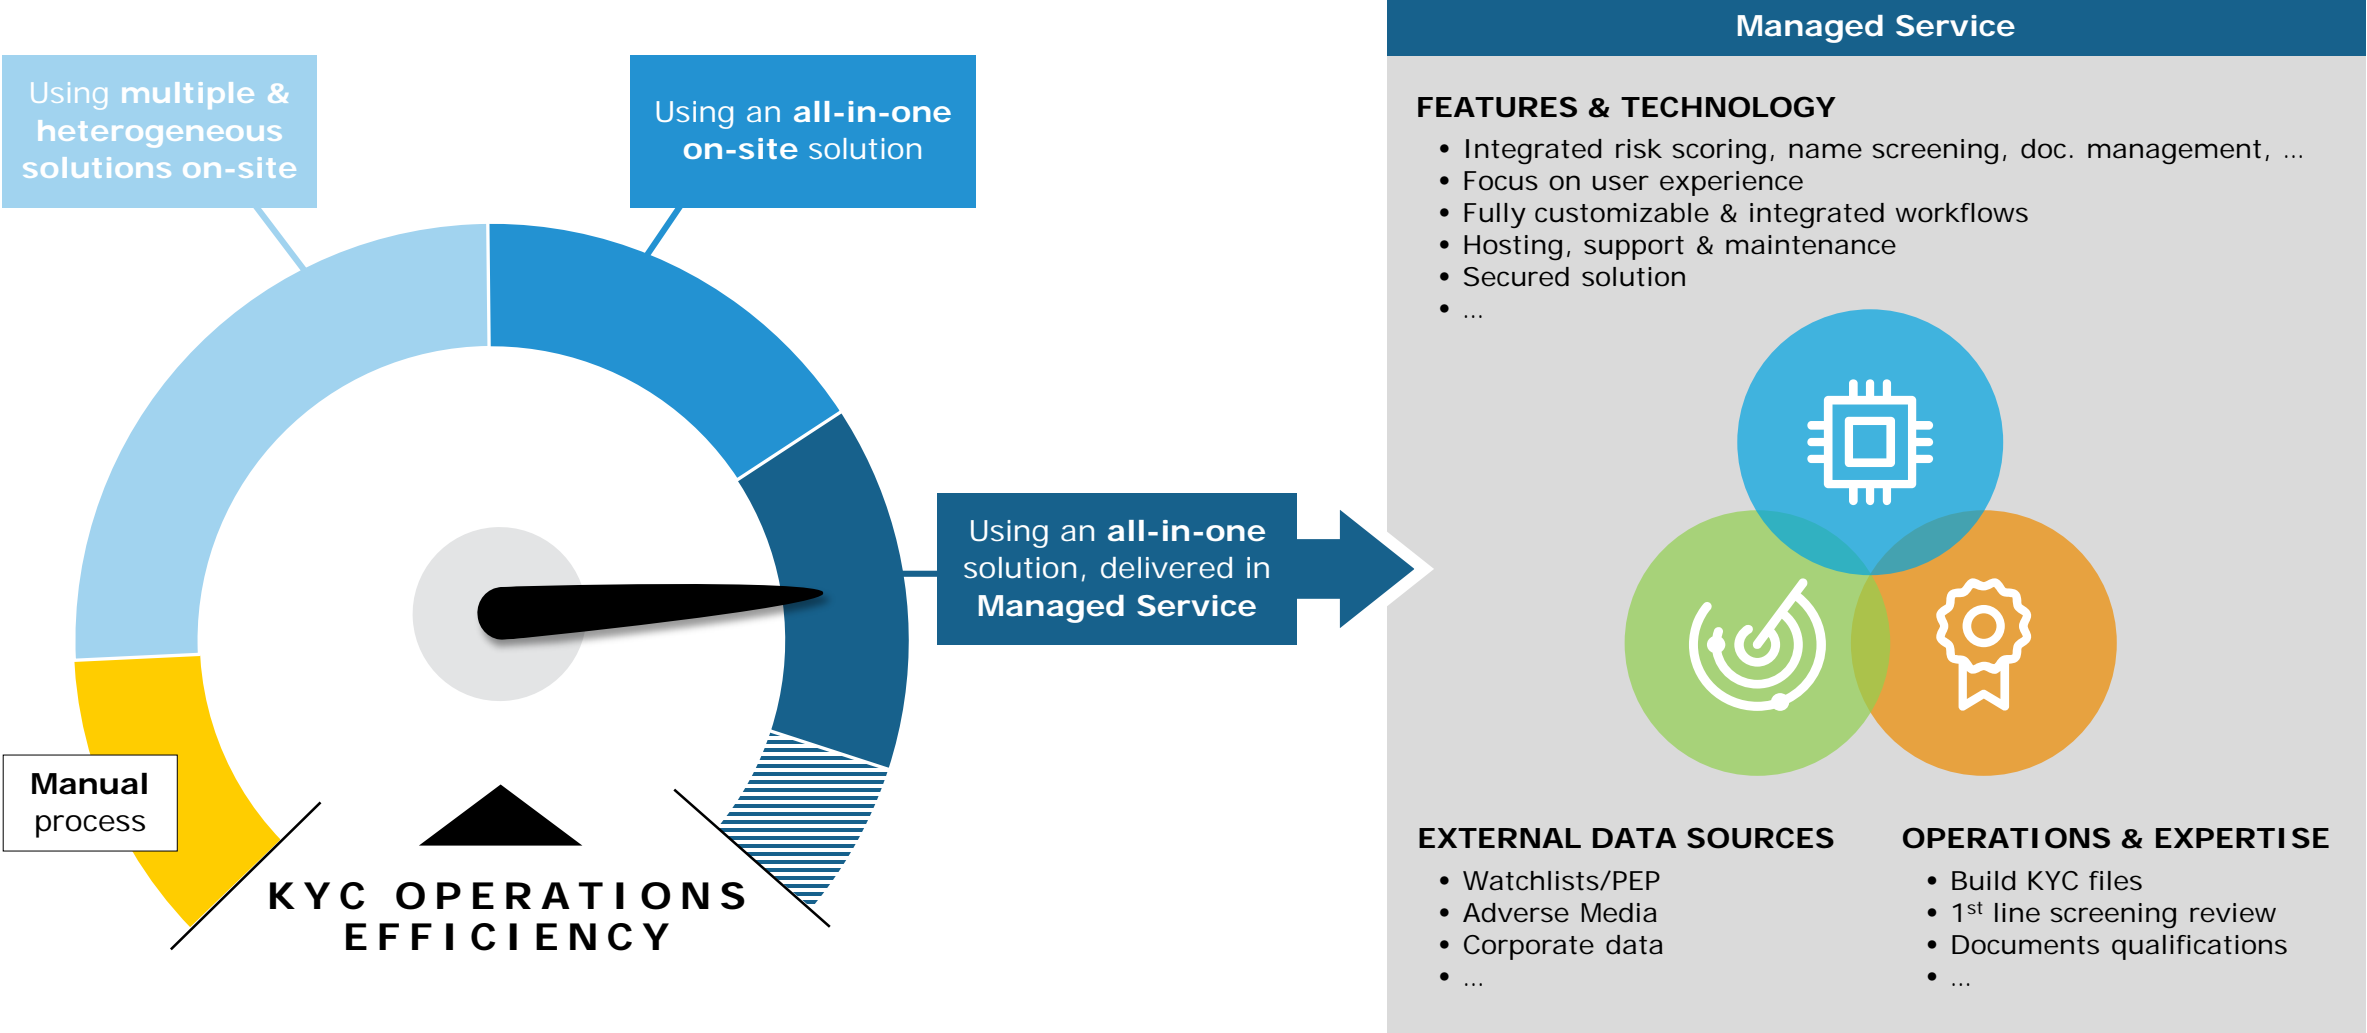 Using multiple &
heterogeneous
solutions on-site
Using an all-in-one
on-site solution
Using an all-in-one
solution, delivered in
Managed Service
Manual
process
KYC OPERATIONS
EFFICIENCY
Managed Service
FEATURES & TECHNOLOGY
• Integrated risk scoring, name screening, doc. management, ...
• Focus on user experience
• Fully customizable & integrated workflows
• Hosting, support & maintenance
• Secured solution
• ...
EXTERNAL DATA SOURCES
• Watchlists/PEP
• Adverse Media
• Corporate data
• ...
OPERATIONS & EXPERTISE
• Build KYC files
• 1st line screening review
• Documents qualifications
• ...